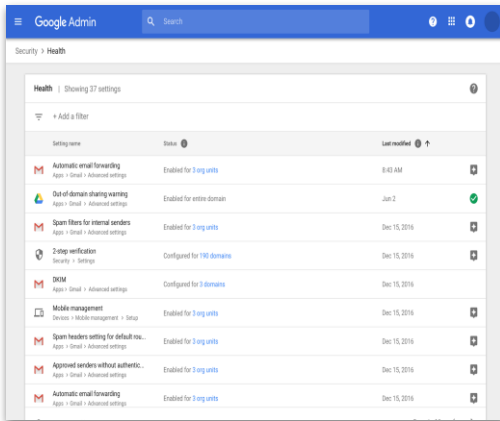 Google Admin
Search
Security > Health
Health | Showing 37 settings
+ Add a filter
Setting name Status Last modified
Automatic email forwarding
Apps > Gmail > Advanced settings
Enabled for 3 org units
8:43 AM
Out-of-domain sharing warning
Apps > Gmail > Advanced settings
Enabled for entire domain
Jun 2
Spam filters for internal senders
Apps > Gmail > Advanced settings
Enabled for 3 org units
Dec 15, 2016
2-step verification
Security > Settings
Configured for 190 domains
Dec 15, 2016
DKIM
Apps > Gmail > Advanced settings
Configured for 3 domains
Dec 15, 2016
Mobile management
Devices > Mobile management > Setup
Enabled for 3 org units
Dec 15, 2016
Spam headers setting for default rou...
Apps > Gmail > Advanced settings
Enabled for 3 org units
Dec 15, 2016
Approved senders without authentic...
Apps > Gmail > Advanced settings
Enabled for 3 org units
Dec 15, 2016
Automatic email forwarding
Apps > Gmail > Advanced settings
Enabled for 3 org units
Dec 15, 2016